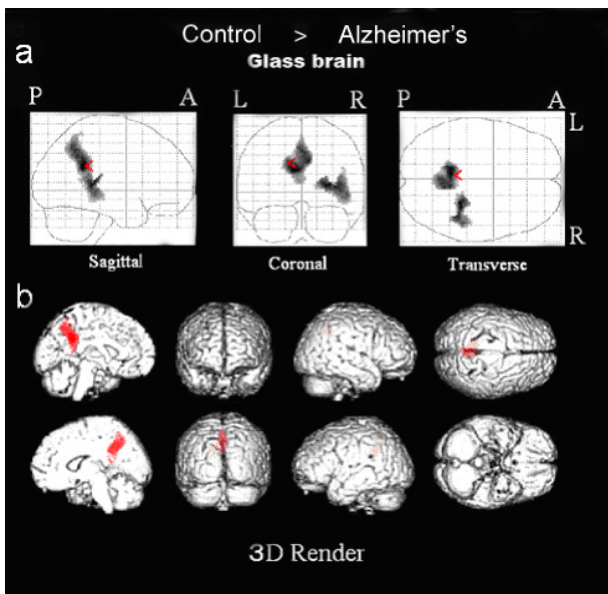 Control > Alzheimer's
a
Glass brain
P A L R P A
L
R
Sagittal Coronal Transverse
b
3D Render